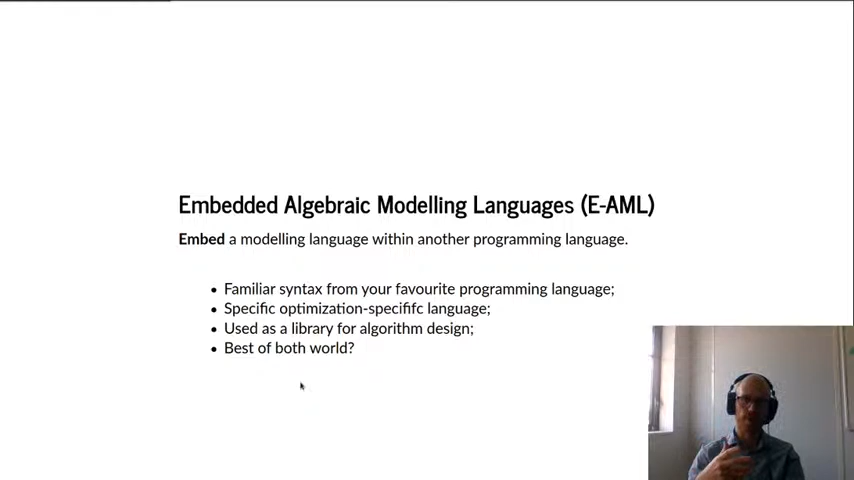 Embedded Algebraic Modelling Languages (E-AML)
Embed a modelling language within another programming language.
• Familiar syntax from your favourite programming language;
• Specific optimization-specififc language;
• Used as a library for algorithm design;
• Best of both world?